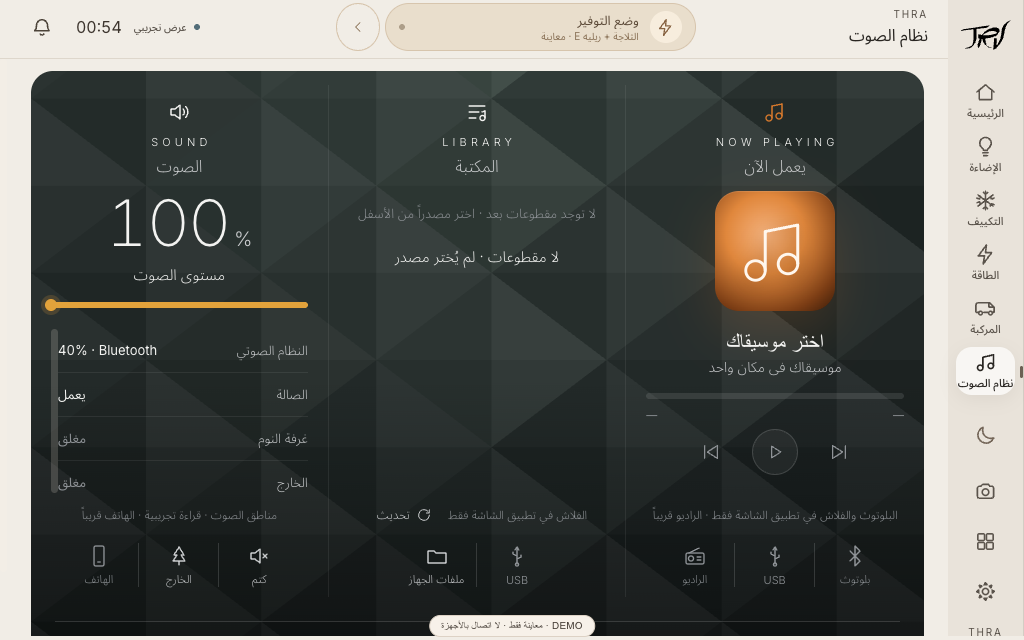 THRA
نظام الصوت
وضع التوفير
الثلاجة + ريليه E · معاينة
عرض تجريبي
00:54
الرئيسية
الإضاءة
التكييف
الطاقة
المركبة
نظام الصوت
THRA
NOW PLAYING
يعمل الآن
اختر موسيقاك
موسيقاك في مكان واحد
—
—
البلوتوث والفلاش في تطبيق الشاشة فقط · الراديو قريباً
بلوتوث
USB
الراديو
LIBRARY
المكتبة
لا توجد مقطوعات بعد · اختر مصدراً من الأسفل
لا مقطوعات · لم يُختر مصدر
الفلاش في تطبيق الشاشة فقط
تحديث
USB
ملفات الجهاز
SOUND
الصوت
100 %
مستوى الصوت
النظام الصوتي
40% · Bluetooth
الصالة
يعمل
غرفة النوم
مغلق
الخارج
مغلق
مناطق الصوت · قراءة تجريبية · الهاتف قريباً
كتم
الخارج
الهاتف
DEMO · معاينة فقط · لا اتصال بالأجهزة